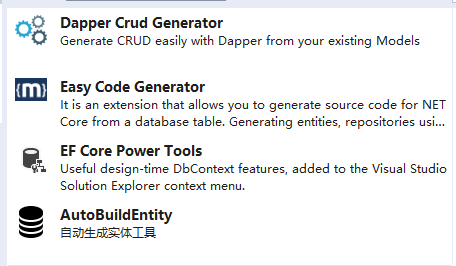 Dapper Crud Generator
Generate CRUD easily with Dapper from your existing Models
{m}
Easy Code Generator
It is an extension that allows you to generate source code for NET
Core from a database table. Generating entities, repositories usi...
EF Core Power Tools
Useful design-time DbContext features, added to the Visual Studio
Solution Explorer context menu.
AutoBuildEntity
自动生成实体工具